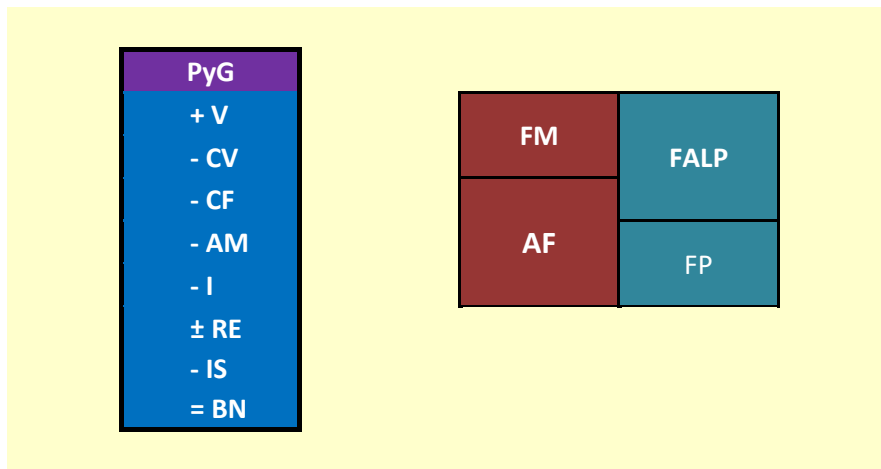 PyG
+ V
- CV
- CF
- AM
- I
± RE
- IS
= BN
FM
FALP
AF
FP